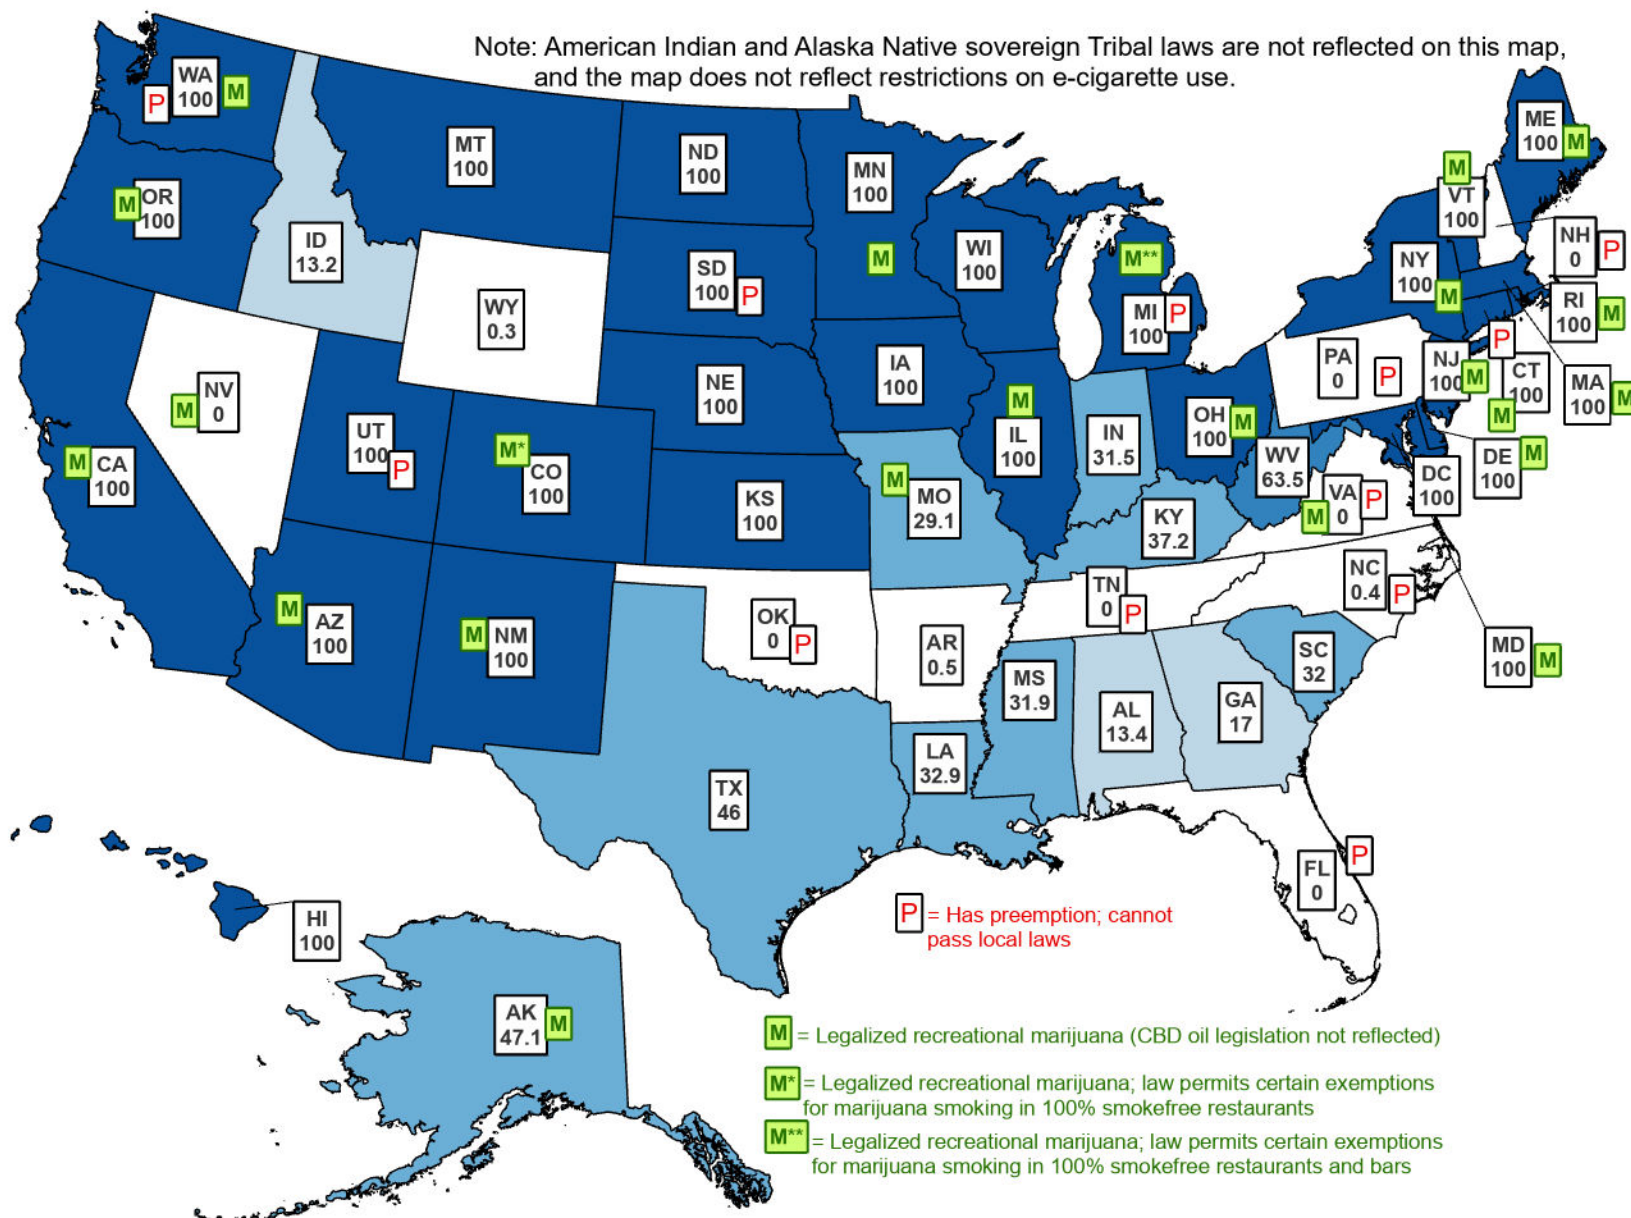 Note: American Indian and Alaska Native sovereign Tribal laws are not reflected on this map,
and the map does not reflect restrictions on e-cigarette use.
WA
100
P
M
MT
100
ND
100
MN
100
M
ME
100
M
OR
100
M
ID
13.2
WY
0.3
SD
100
P
WI
100
M**
MI
100
P
M
VT
100
NH
0
P
NY
100
M
RI
100
M
NV
0
M
UT
100
P
NE
100
IA
100
M
IL
100
IN
31.5
OH
100
M
PA
0
P
NJ
100
M
P
CT
100
M
MA
100
M
CA
100
M
M*
CO
100
KS
100
M
MO
29.1
KY
37.2
WV
63.5
VA
0
P
M
DC
100
DE
100
M
AZ
100
M
NM
100
M
OK
0
P
AR
0.5
TN
0
P
NC
0.4
P
MD
100
M
SC
32
MS
31.9
AL
13.4
GA
17
LA
32.9
TX
46
FL
0
P
HI
100
AK
47.1
M
P = Has preemption; cannot
pass local laws
M = Legalized recreational marijuana (CBD oil legislation not reflected)
M* = Legalized recreational marijuana; law permits certain exemptions
for marijuana smoking in 100% smokefree restaurants
M** = Legalized recreational marijuana; law permits certain exemptions
for marijuana smoking in 100% smokefree restaurants and bars